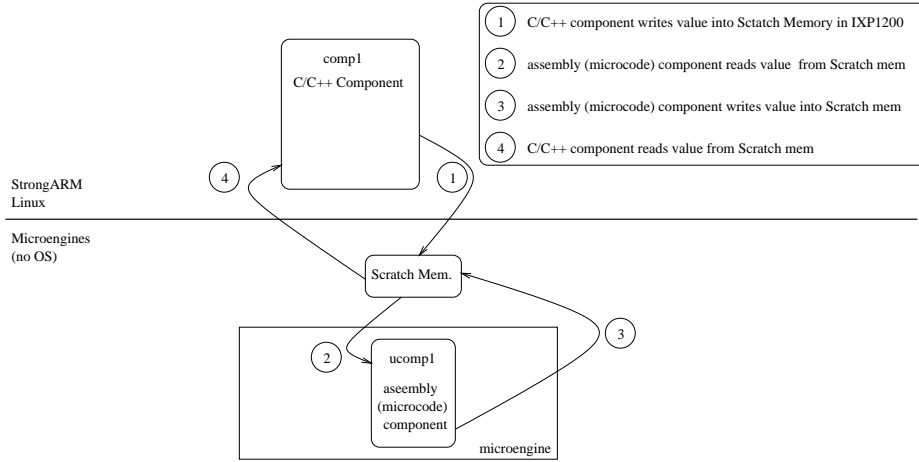 1 C/C++ component writes value into Sctatch Memory in IXP1200
2 assembly (microcode) component reads value from Scratch mem
3 assembly (microcode) component writes value into Scratch mem
4 C/C++ component reads value from Scratch mem
comp1
C/C++ Component
4
1
StrongARM
Linux
Microengines
(no OS)
Scratch Mem.
2
3
ucomp1
aseembly
(microcode)
component
microengine